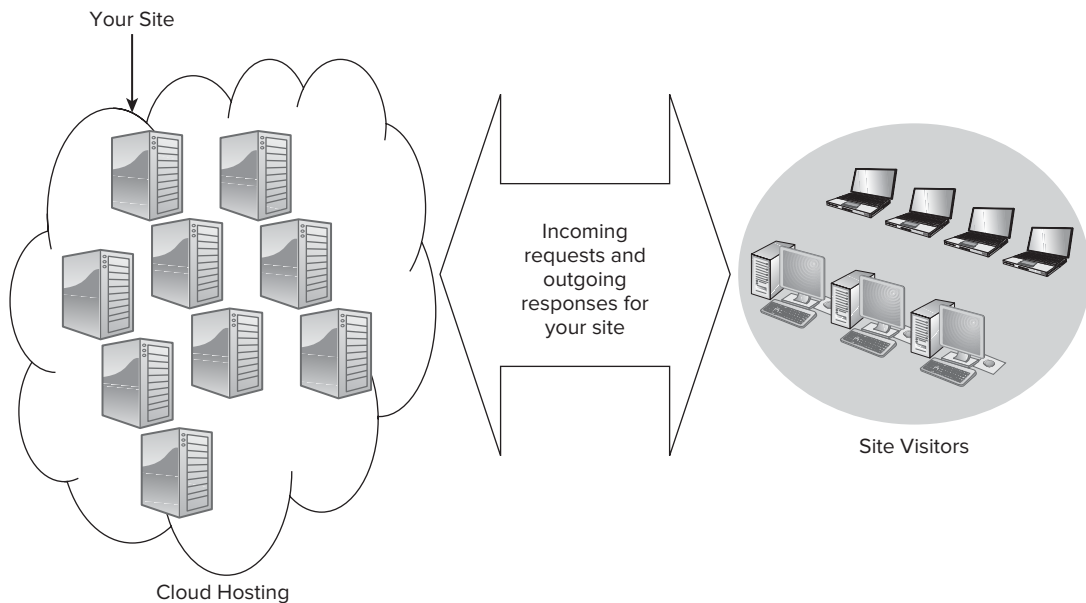 Your Site
Incoming
requests and
outgoing
responses for
your site
Site Visitors
Cloud Hosting